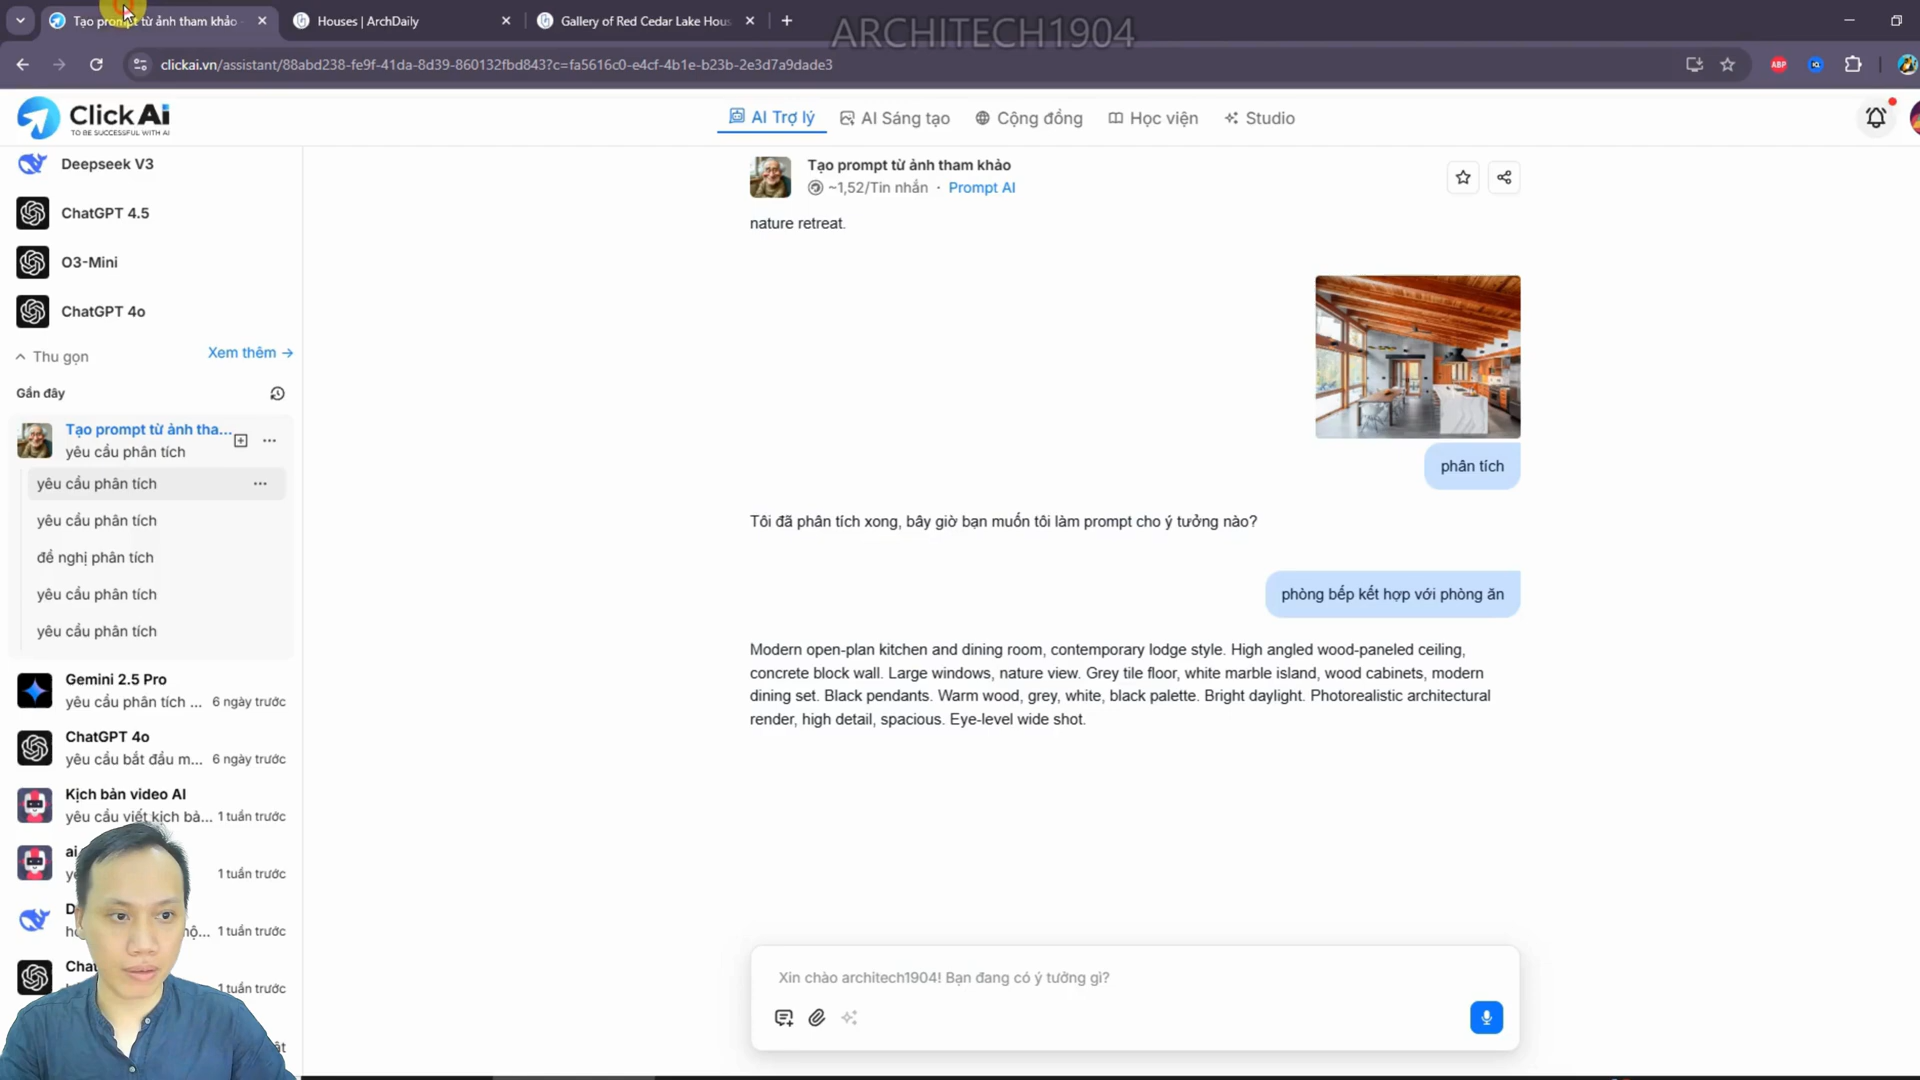 Tạo prompt từ ảnh tham khảo
Houses | ArchDaily
Gallery of Red Cedar Lake Hous
ARCHITECH1904
clickai.vn/assistant/88abd238-fe9f-41da-8d39-860132fbd843?c=fa5616c0-e4cf-4b1e-b23b-2e3d7a9dade3
ABP
Click Ai
TO BE SUCCESSFUL WITH AI
AI Trợ lý
AI Sáng tạo
Cộng đồng
Học viện
Studio
Deepseek V3
ChatGPT 4.5
O3-Mini
ChatGPT 4o
Thu gọn
Xem thêm →
Gần đây
Tạo prompt từ ảnh tha...
yêu cầu phân tích
yêu cầu phân tích
yêu cầu phân tích
đề nghị phân tích
yêu cầu phân tích
yêu cầu phân tích
Gemini 2.5 Pro
yêu cầu phân tích ... 6 ngày trước
ChatGPT 4o
yêu cầu bắt đầu m... 6 ngày trước
Kịch bản video AI
yêu cầu viết kịch bả... 1 tuần trước
ai
1 tuần trước
1 tuần trước
1 tuần trước
Tạo prompt từ ảnh tham khảo
~1,52/Tin nhắn · Prompt AI
nature retreat.
phân tích
Tôi đã phân tích xong, bây giờ bạn muốn tôi làm prompt cho ý tưởng nào?
phòng bếp kết hợp với phòng ăn
Modern open-plan kitchen and dining room, contemporary lodge style. High angled wood-paneled ceiling,
concrete block wall. Large windows, nature view. Grey tile floor, white marble island, wood cabinets, modern
dining set. Black pendants. Warm wood, grey, white, black palette. Bright daylight. Photorealistic architectural
render, high detail, spacious. Eye-level wide shot.
Xin chào architech1904! Bạn đang có ý tưởng gì?